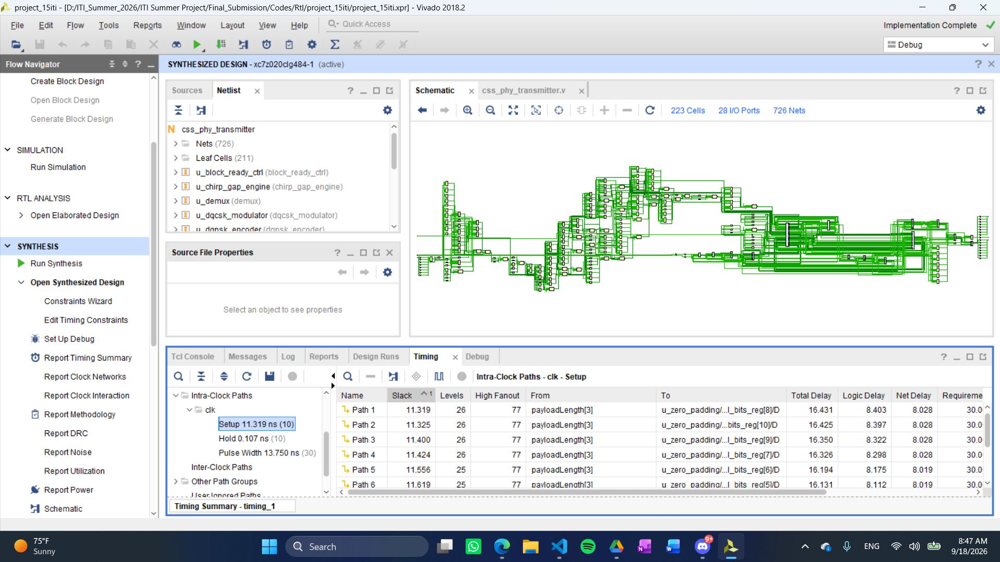 project_15iti - [D:/ITI_Summer_2026/ITI Summer Project/Final_Submission/Codes/Rtl/project_15iti/project_15iti.xpr] - Vivado 2018.2
File Edit Flow Tools Reports Window Layout View Help Quick Access
Implementation Complete
Debug
Flow Navigator
Create Block Design
Open Block Design
Generate Block Design
SIMULATION
Run Simulation
RTL ANALYSIS
Open Elaborated Design
SYNTHESIS
Run Synthesis
Open Synthesized Design
Constraints Wizard
Edit Timing Constraints
Set Up Debug
Report Timing Summary
Report Clock Networks
Report Clock Interaction
Report Methodology
Report DRC
Report Noise
Report Utilization
Report Power
Schematic
SYNTHESIZED DESIGN - xc7z020clg484-1 (active)
Sources Netlist
N css_phy_transmitter
Nets (726)
Leaf Cells (211)
u_block_ready_ctrl (block_ready_ctrl)
u_chirp_gap_engine (chirp_gap_engine)
u_demux (demux)
u_dqcsk_modulator (dqcsk_modulator)
u_dqpsk_encoder (dqpsk_encoder)
Source File Properties
Select an object to see properties
Schematic css_phy_transmitter.v
223 Cells 28 I/O Ports 726 Nets
Tcl Console Messages Log Reports Design Runs Timing Debug
Intra-Clock Paths - clk - Setup
Intra-Clock Paths
clk
Setup 11.319 ns (10)
Hold 0.107 ns (10)
Pulse Width 13.750 ns (30)
Inter-Clock Paths
Other Path Groups
User Ignored Paths
Name Slack 1 Levels High Fanout From To Total Delay Logic Delay Net Delay Requireme
Path 1 11.319 26 77 payloadLength[3] u_zero_padding/...l_bits_reg[8]/D 16.431 8.403 8.028 30.0
Path 2 11.325 26 77 payloadLength[3] u_zero_padding/...bits_reg[10]/D 16.425 8.397 8.028 30.0
Path 3 11.400 26 77 payloadLength[3] u_zero_padding/...l_bits_reg[9]/D 16.350 8.322 8.028 30.0
Path 4 11.424 26 77 payloadLength[3] u_zero_padding/...l_bits_reg[7]/D 16.326 8.298 8.028 30.0
Path 5 11.556 25 77 payloadLength[3] u_zero_padding/...l_bits_reg[6]/D 16.194 8.175 8.019 30.0
Path 6 11.619 25 77 payloadLength[3] u_zero_padding/...l_bits_reg[5]/D 16.131 8.112 8.019 30.0
Timing Summary - timing_1
75°F
Sunny
Search
9+
ENG
8:47 AM
9/18/2026